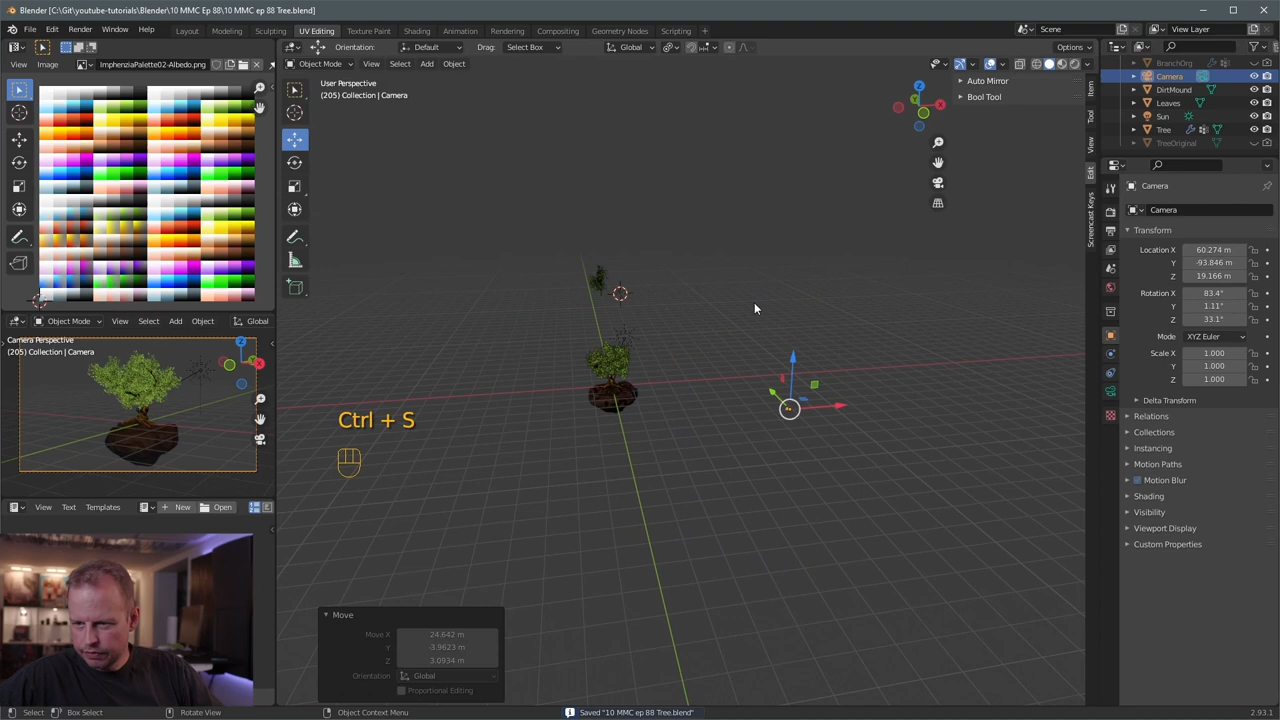 Blender [C:\Git\youtube-tutorials\Blender\10 MMC Ep 88\10 MMC ep 88 Tree.blend]
File Edit Render Window Help
Layout Modeling Sculpting UV Editing Texture Paint Shading Animation Rendering Compositing Geometry Nodes Scripting
Scene
View Layer
Orientation: Default Drag: Select Box Global Options
View Image ImphenziaPalette02-Albedo.png
Object Mode View Select Add Object
User Perspective
(205) Collection | Camera
Auto Mirror
Bool Tool
Item
Tool
View
Edit
Screencast Keys
BranchOrg
Camera
DirtMound
Leaves
Sun
Tree
TreeOriginal
Camera
Camera
Transform
Location X 60.274 m
Y -93.846 m
Z 19.166 m
Rotation X 83.4°
Y 1.11°
Z 33.1°
Mode XYZ Euler
Scale X 1.000
Y 1.000
Z 1.000
Delta Transform
Relations
Collections
Instancing
Motion Paths
Motion Blur
Shading
Visibility
Viewport Display
Custom Properties
Object Mode View Select Add Object Global
Camera Perspective
(205) Collection | Camera
Ctrl + S
View Text Templates New Open
Move
Move X 24.642 m
Y -3.9623 m
Z 3.0934 m
Orientation Global
Proportional Editing
Select Box Select Rotate View Object Context Menu Saved "10 MMC ep 88 Tree.blend" 2.93.1